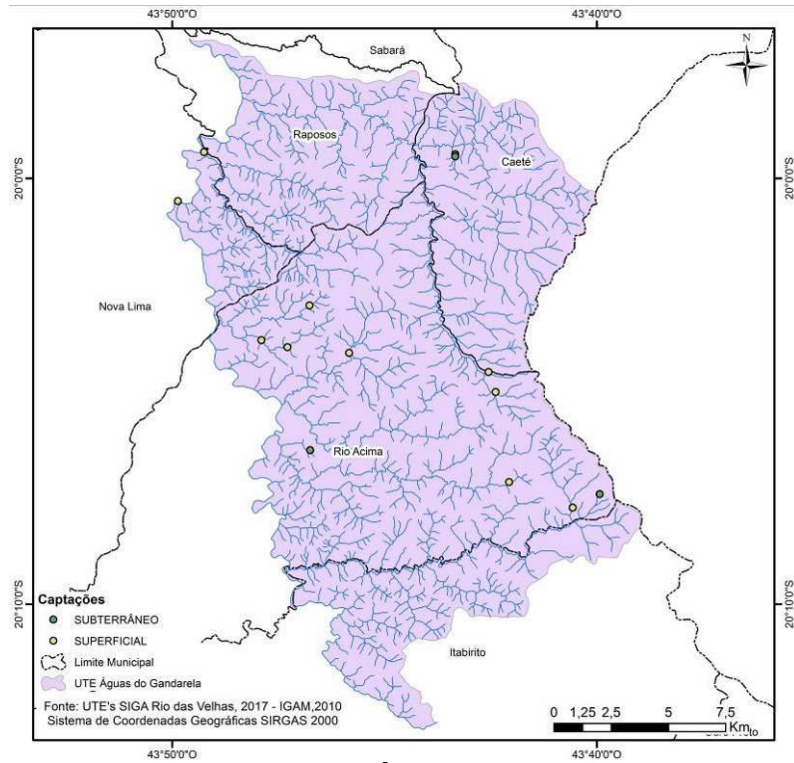 43°50'0"O
43°40'0"O
N
Sabará
Raposos
Caeté
20°0'0"S
20°0'0"S
Nova Lima
Rio Acima
20°10'0"S
20°10'0"S
Captações
SUBTERRÂNEO
SUPERFICIAL
Limite Municipal
UTE Águas do Gandarela
Itabirito
Fonte: UTE's SIGA Rio das Velhas, 2017 - IGAM,2010
Sistema de Coordenadas Geográficas SIRGAS 2000
0 1,25 2,5 5 7,5
Km
43°50'0"O
43°40'0"O